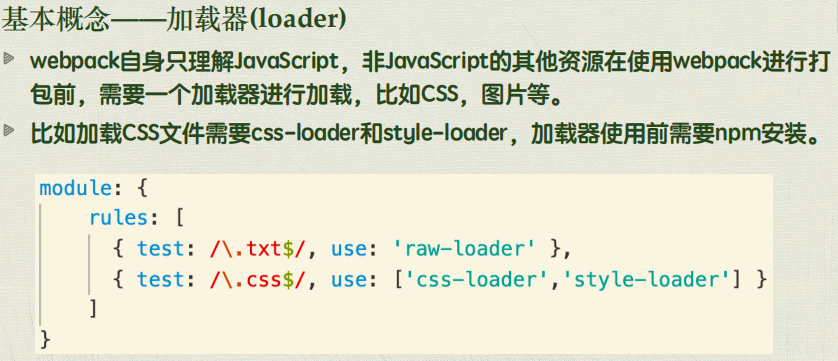 基本概念——加载器(loader)
webpack自身只理解JavaScript，非JavaScript的其他资源在使用webpack进行打
包前，需要一个加载器进行加载，比如CSS，图片等。
比如加载CSS文件需要css-loader和style-loader，加载器使用前需要npm安装。
module: {
rules: [
{ test: /\.txt$/, use: 'raw-loader' },
{ test: /\.css$/, use: ['css-loader','style-loader'] }
]
}